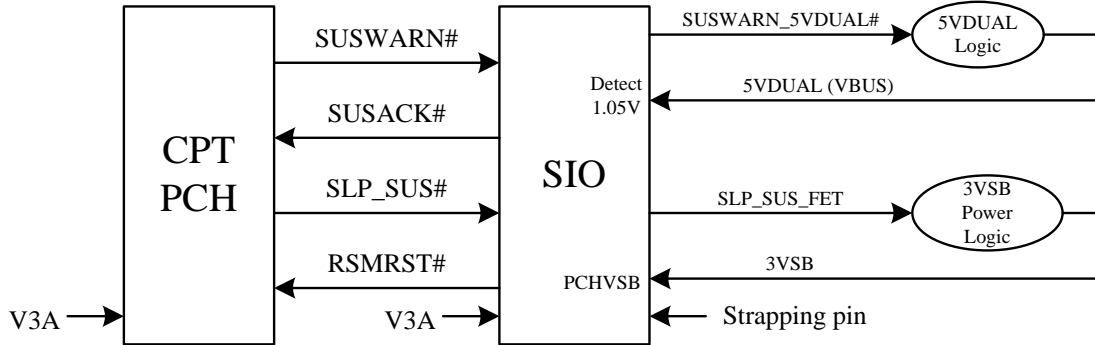 SUSWARN#
SUSACK#
SLP_SUS#
RSMRST#
CPT
PCH
V3A
SIO
Detect
1.05V
PCHVSB
V3A
SUSWARN_5VDUAL#
5VDUAL
Logic
5VDUAL (VBUS)
SLP_SUS_FET
3VSB
Power
Logic
3VSB
Strapping pin